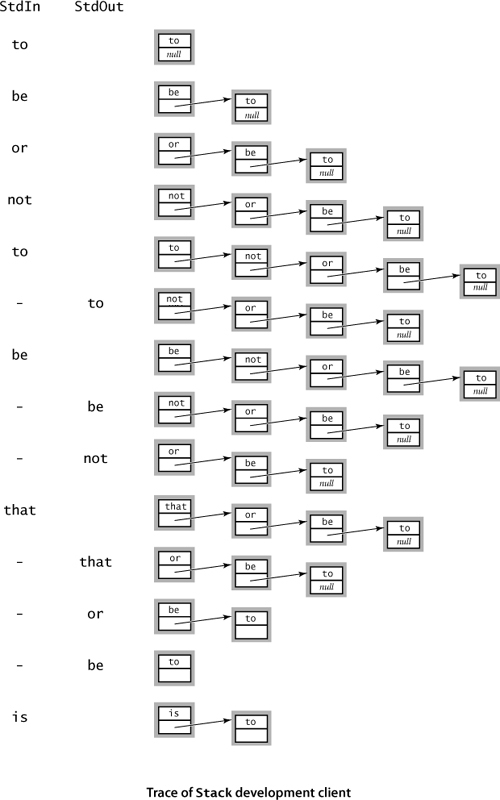 StdIn StdOut
to to
null
be be to
null
or or be to
null
not not or be to
null
to to not or be to
null
- to not or be to
null
be be not or be to
null
- be not or be to
null
- not or be to
null
that that or be to
null
- that or be to
null
- or be to
- be to
is is to
Trace of Stack development client